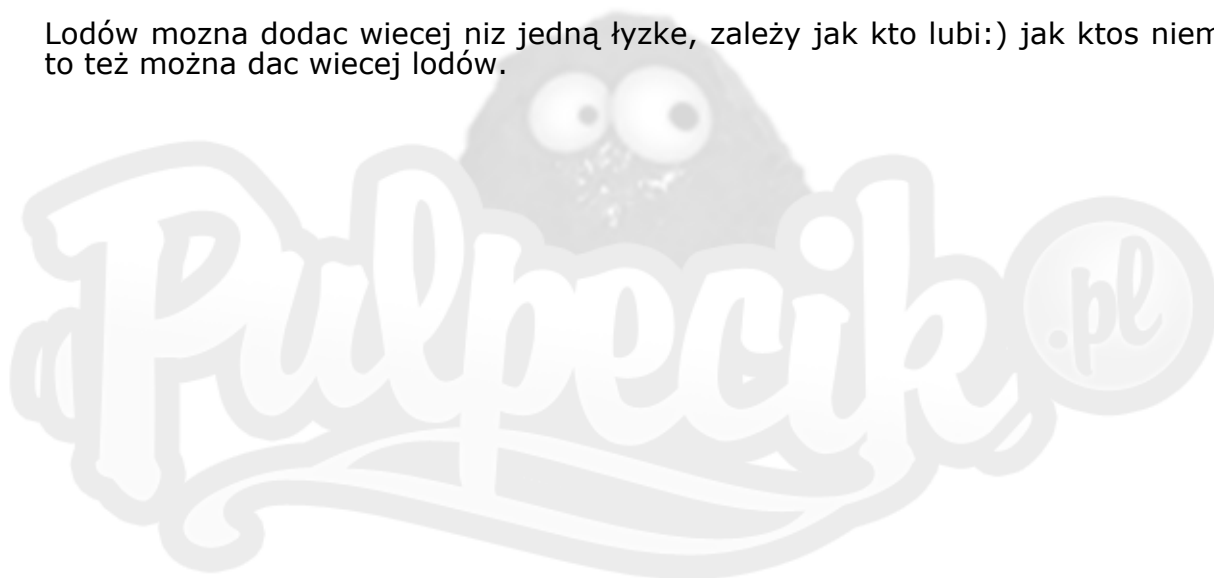 Lodów mozna dodac wiecej niz jedną łyzke, zależy jak kto lubi:) jak ktos niem
to też można dac wiecej lodów.
Pulpecik .pl